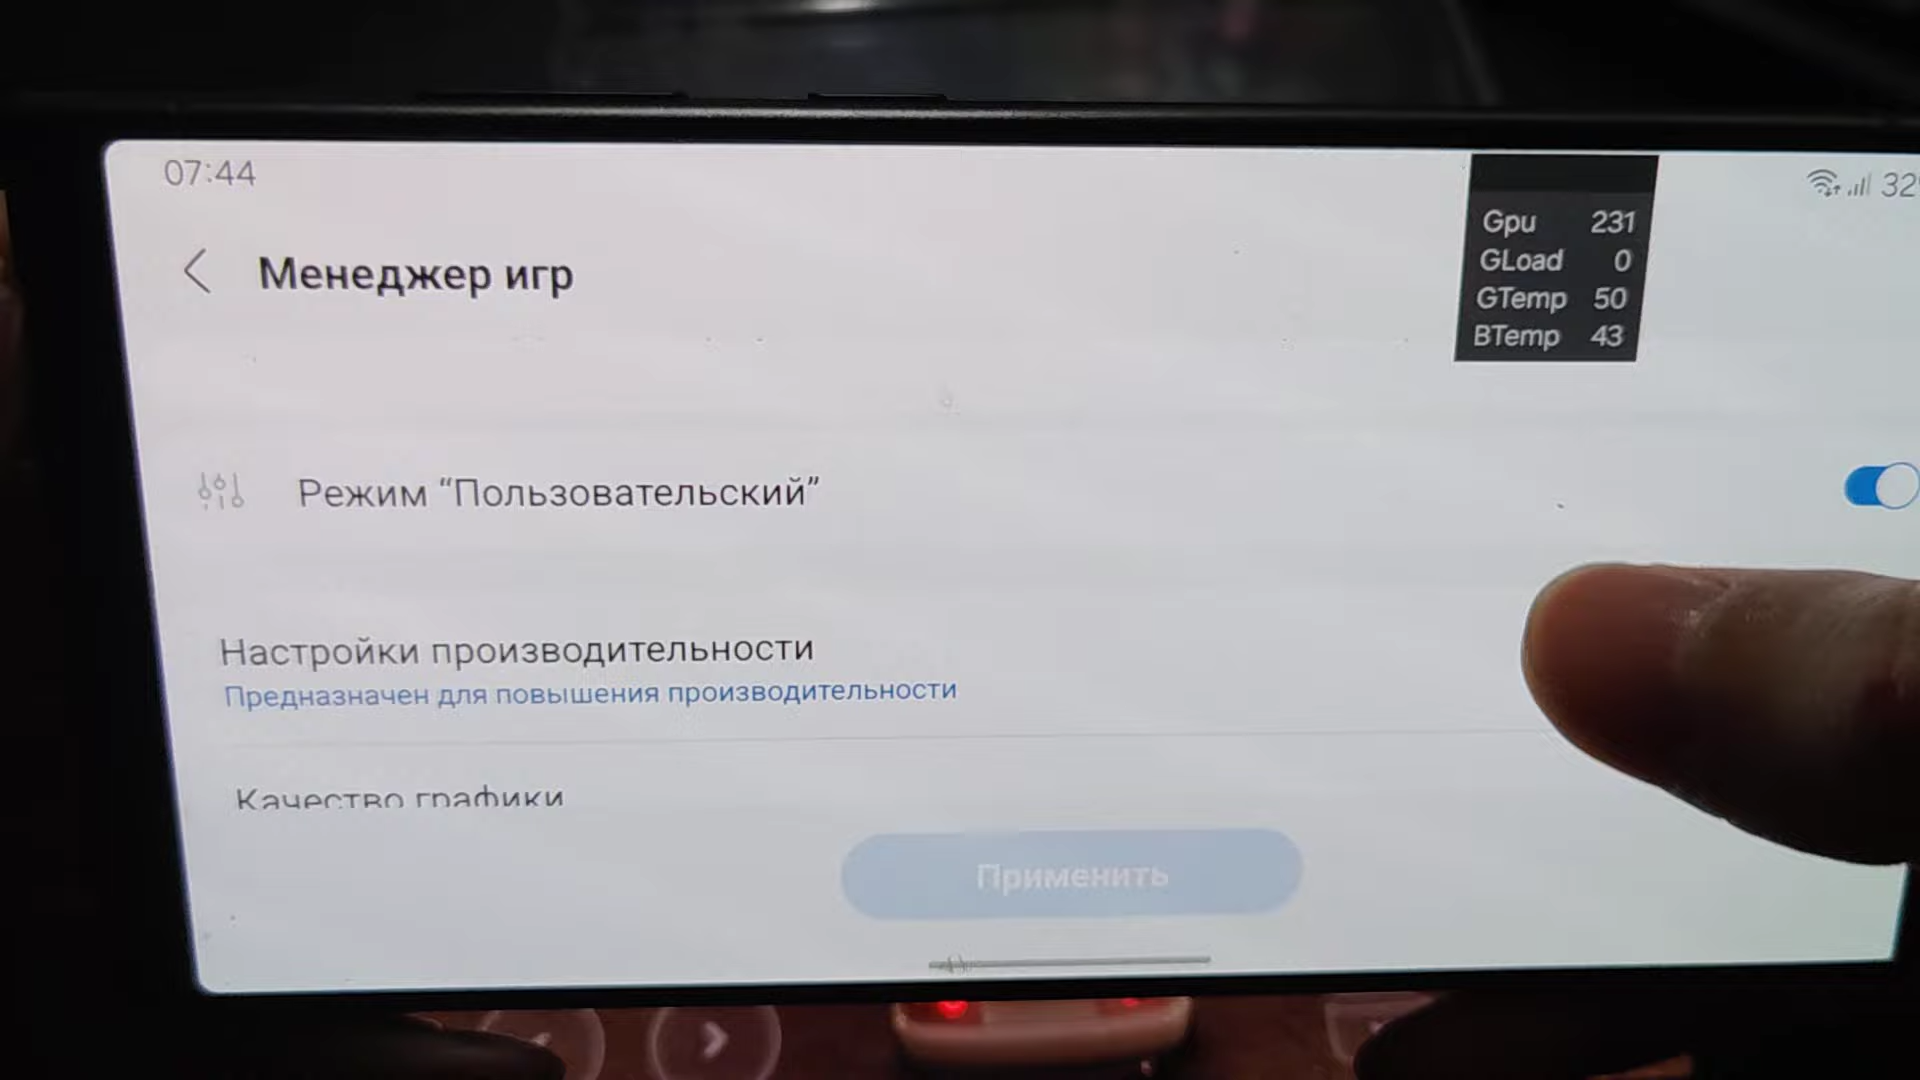 07:44
32
Менеджер игр
Gpu 231
GLoad 0
GTemp 50
BTemp 43
Режим “Пользовательский”
Настройки производительности
Предназначен для повышения производительности
Качество графики
Применить